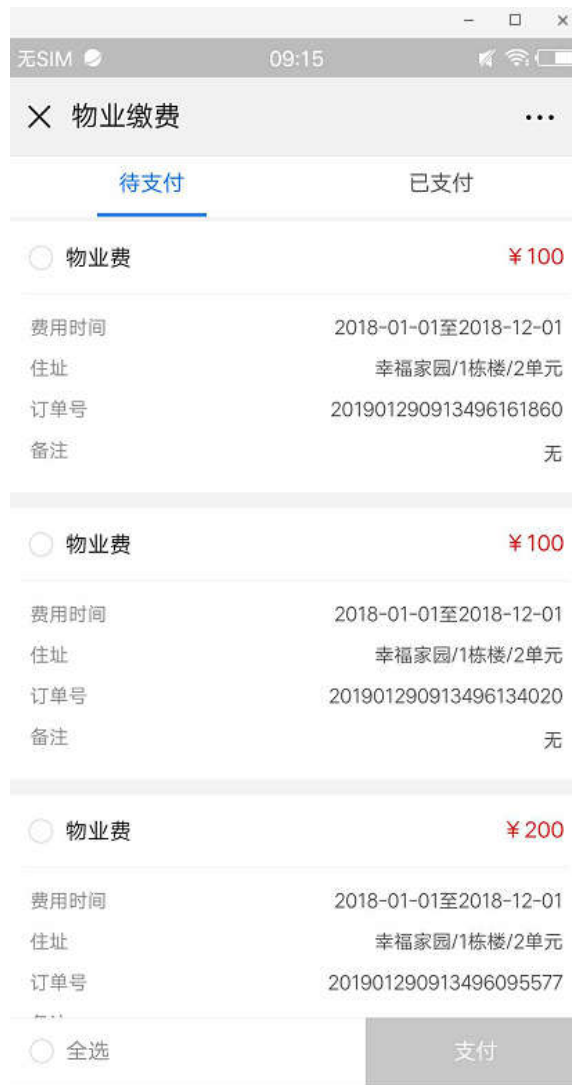 无SIM 09:15
物业缴费
待支付 已支付
物业费 ¥100
费用时间 2018-01-01至2018-12-01
住址 幸福家园/1栋楼/2单元
订单号 201901290913496161860
备注 无
物业费 ¥100
费用时间 2018-01-01至2018-12-01
住址 幸福家园/1栋楼/2单元
订单号 201901290913496134020
备注 无
物业费 ¥200
费用时间 2018-01-01至2018-12-01
住址 幸福家园/1栋楼/2单元
订单号 201901290913496095577
全选 支付